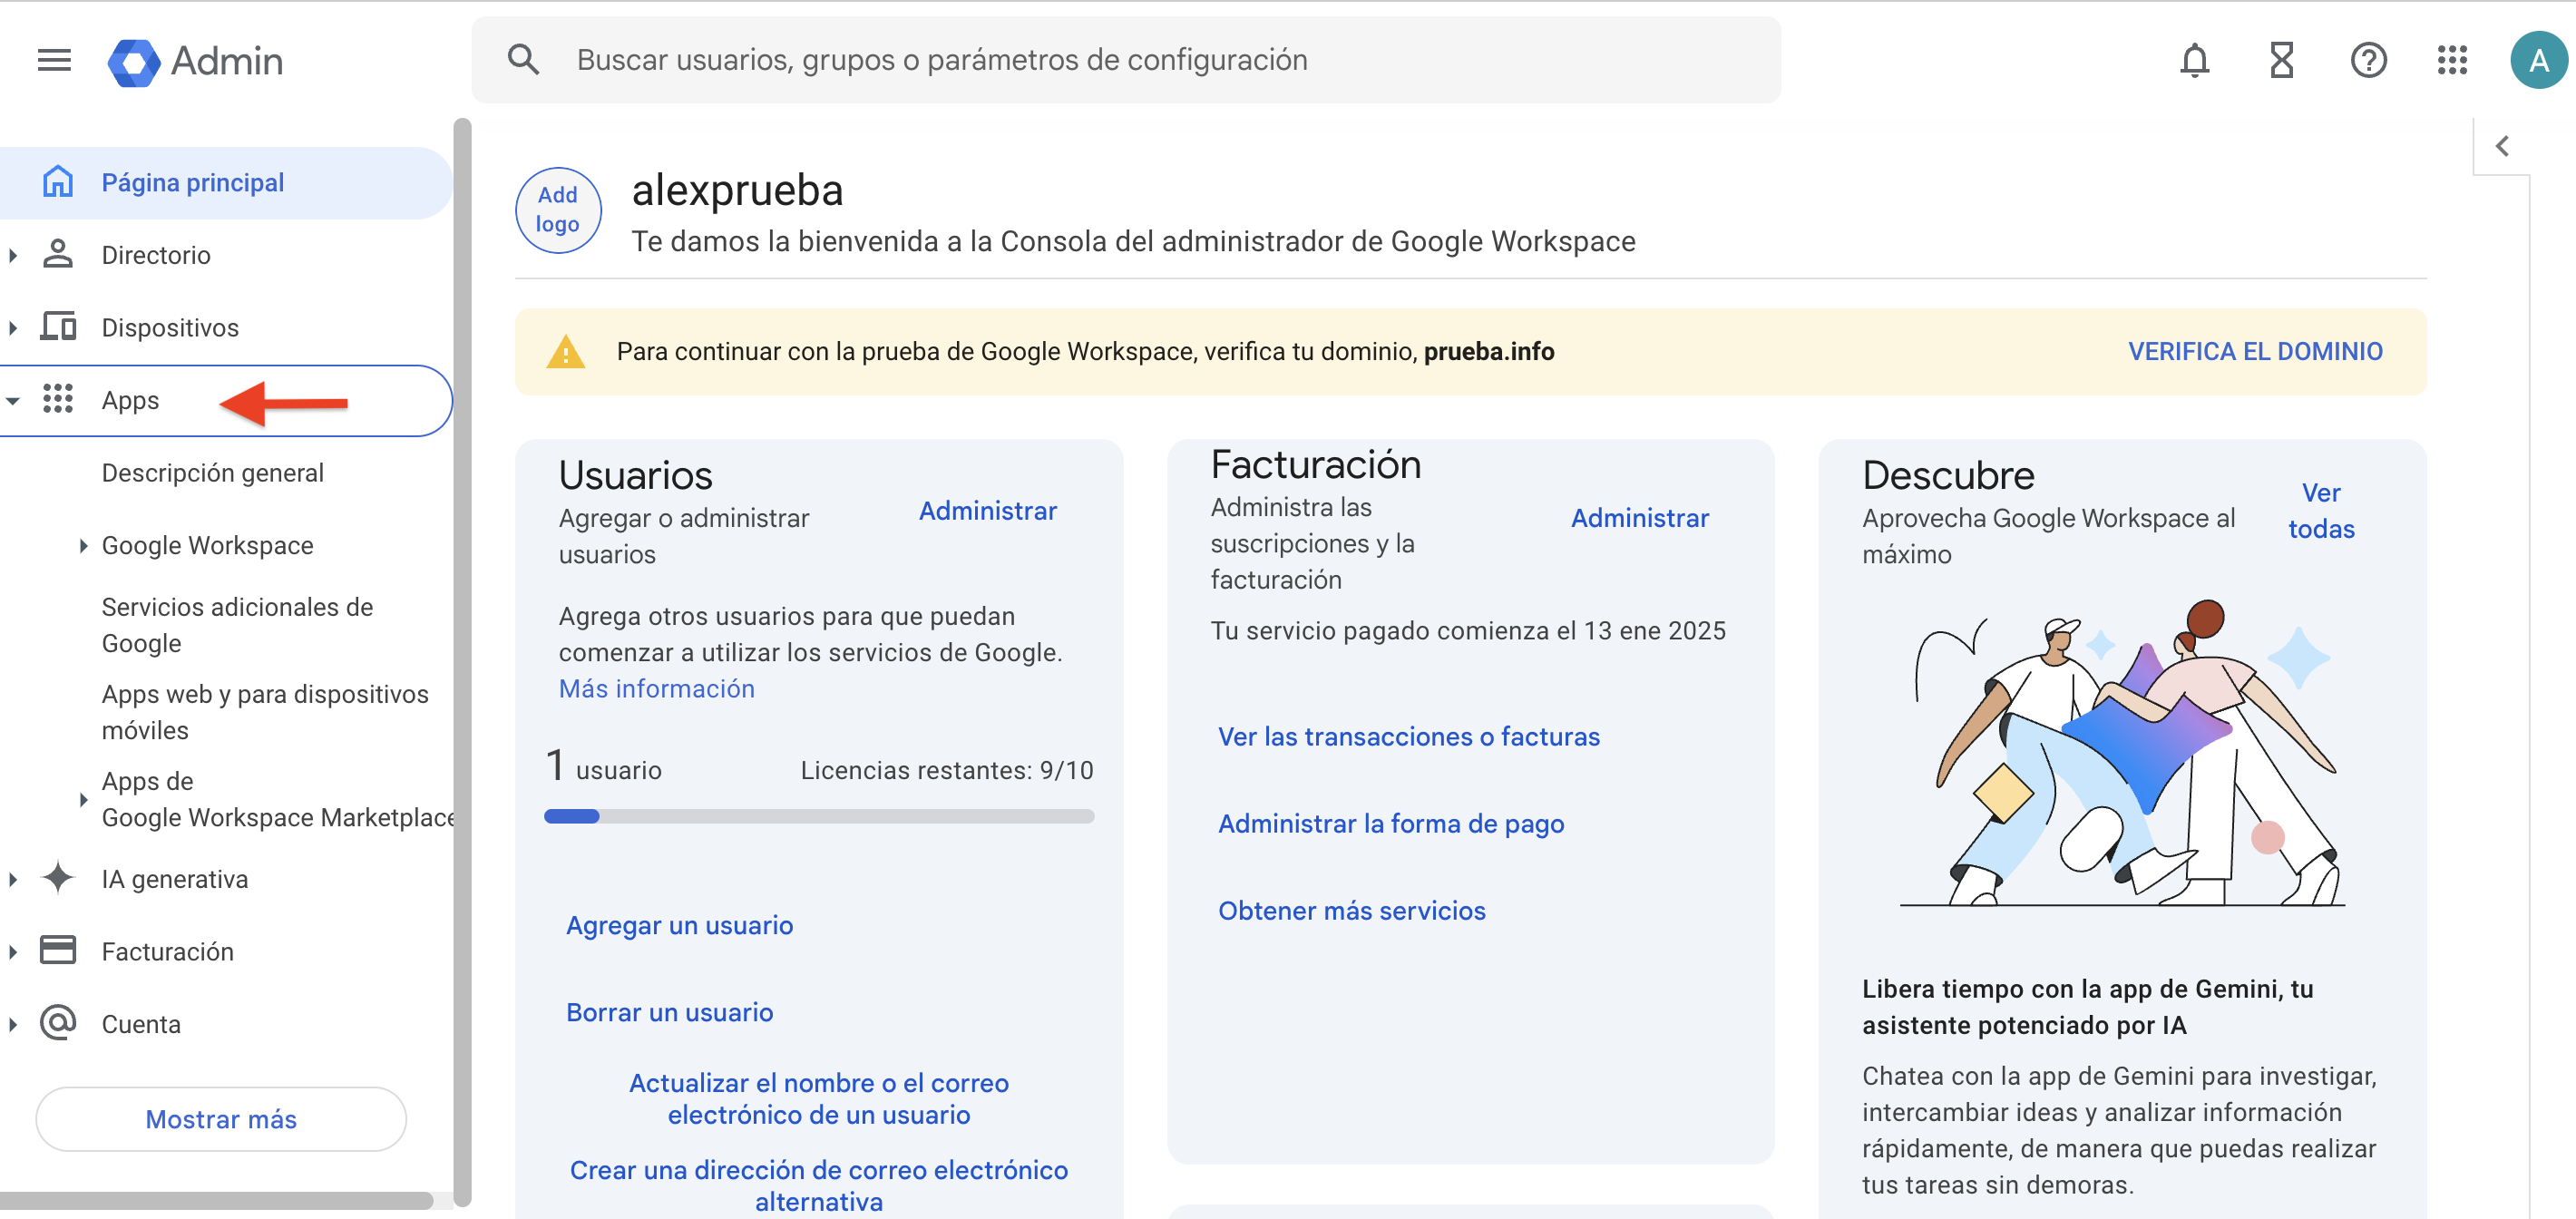 Admin
Buscar usuarios, grupos o parámetros de configuración
A
Página principal
Directorio
Dispositivos
Apps
Descripción general
Google Workspace
Servicios adicionales de
Google
Apps web y para dispositivos
móviles
Apps de
Google Workspace Marketplace
IA generativa
Facturación
Cuenta
Mostrar más
Add
logo
alexprueba
Te damos la bienvenida a la Consola del administrador de Google Workspace
Para continuar con la prueba de Google Workspace, verifica tu dominio, prueba.info
VERIFICA EL DOMINIO
Usuarios
Agregar o administrar
usuarios
Administrar
Agrega otros usuarios para que puedan
comenzar a utilizar los servicios de Google.
Más información
1 usuario
Licencias restantes: 9/10
Agregar un usuario
Borrar un usuario
Actualizar el nombre o el correo
electrónico de un usuario
Crear una dirección de correo electrónico
alternativa
Facturación
Administra las
suscripciones y la
facturación
Administrar
Tu servicio pagado comienza el 13 ene 2025
Ver las transacciones o facturas
Administrar la forma de pago
Obtener más servicios
Descubre
Aprovecha Google Workspace al
máximo
Ver
todas
Libera tiempo con la app de Gemini, tu
asistente potenciado por IA
Chatea con la app de Gemini para investigar,
intercambiar ideas y analizar información
rápidamente, de manera que puedas realizar
tus tareas sin demoras.